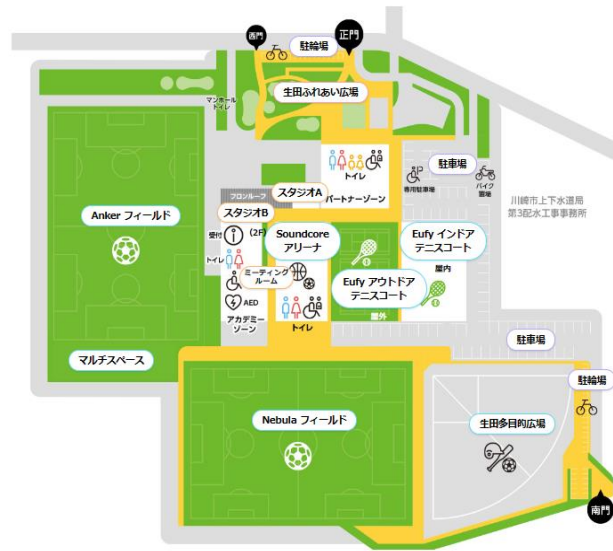 西門
駐輪場
正門
生田ふれあい広場
マンホール
トイレ
駐車場
専用駐車場
バイク
置場
川崎市上下水道局
第3配水工事事務所
トイレ
パートナーゾーン
フロンルーフ
スタジオA
スタジオB
Anker フィールド
受付
(2F)
Soundcore
アリーナ
Eufy インドア
テニスコート
屋内
トイレ
ミーティング
ルーム
Eufy アウトドア
テニスコート
AED
アカデミー
ゾーン
トイレ
屋外
マルチスペース
駐車場
駐輪場
Nebula フィールド
生田多目的広場
南門